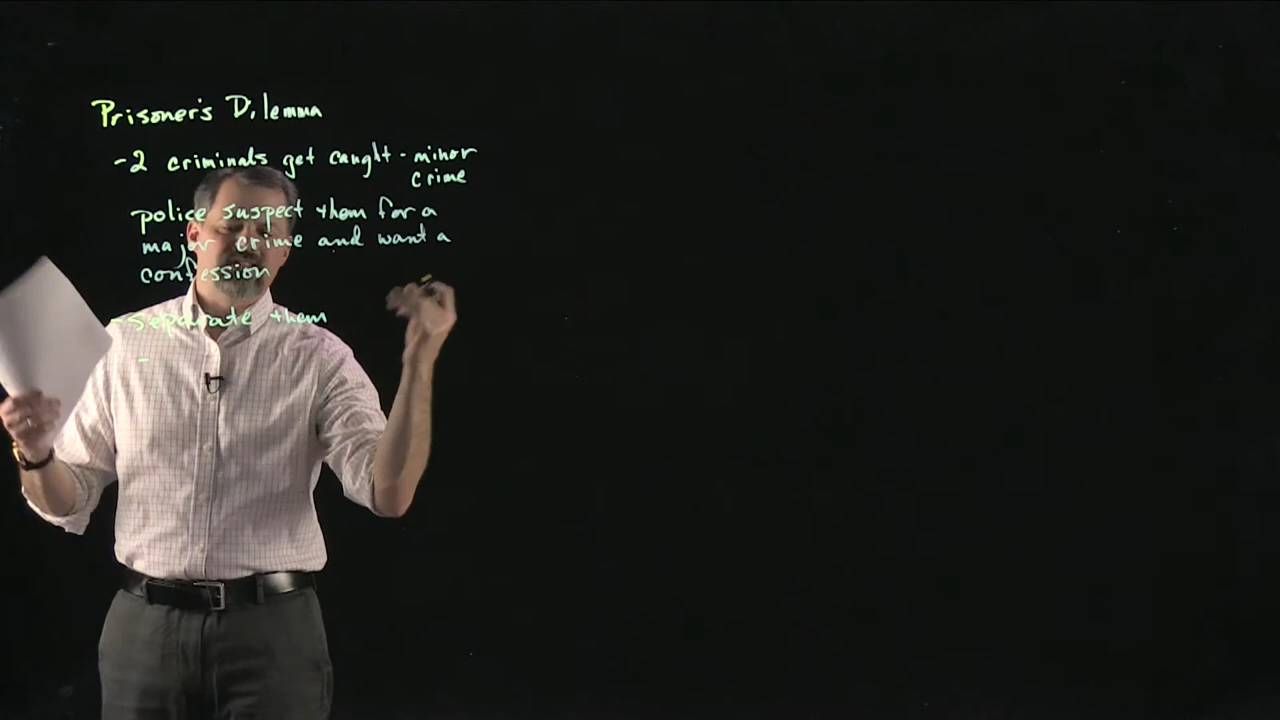 Prisoner's Dilemma
- 2 criminals get caught - minor
crime
police suspect them for a
major crime and want a
confession
- separate them
-